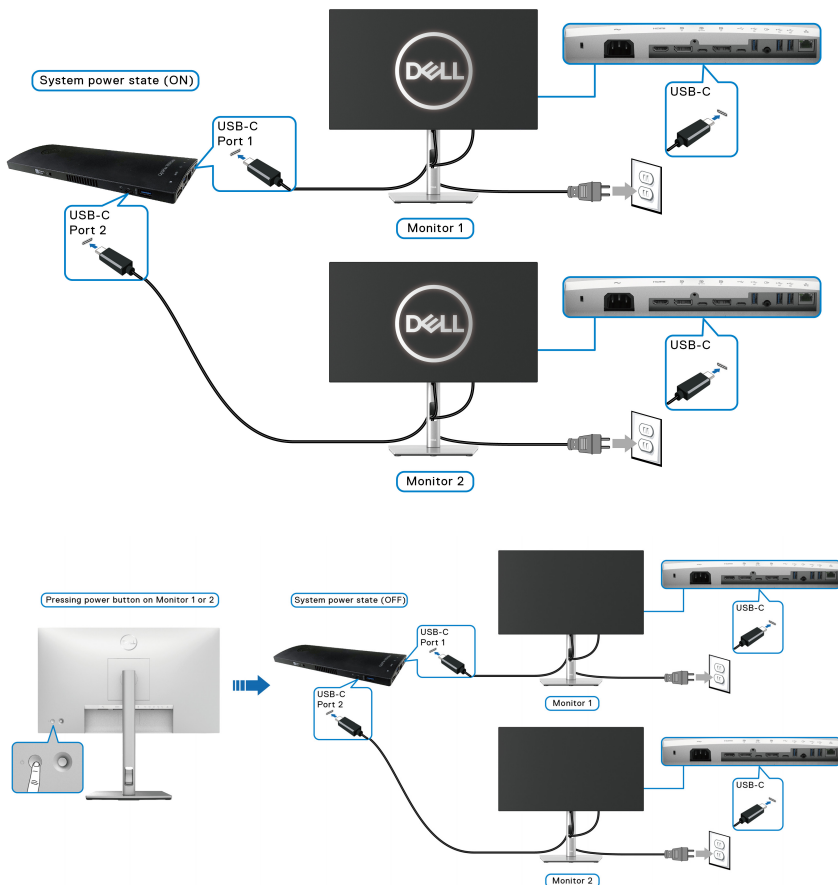 System power state (ON)
USB-C
Port 1
DELL
USB-C
Monitor 1
USB-C
Port 2
DELL
USB-C
Monitor 2
Pressing power button on Monitor 1 or 2
System power state (OFF)
USB-C
Port 1
USB-C
Monitor 1
USB-C
Port 2
USB-C
Monitor 2